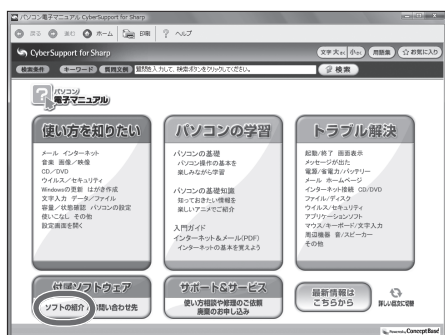 パソコン電子マニュアル CyberSupport for Sharp
戻る 進む ホーム 印刷 ヘルプ
CyberSupport for Sharp
文字 大きく 小さく 用語集 ☆お気に入り
検索条件 キーワード 質問文例 質問を入力して、検索ボタンをクリックしてください。 検索
パソコン
電子マニュアル
使い方を知りたい
メール インターネット
音楽 画像/映像
CD/DVD
ウイルス/セキュリティ
Windowsの更新 はがき作成
文字入力 データ/ファイル
容量/状態確認 パソコンの設定
使いこなし その他
設定画面を開く
パソコンの学習
パソコンの基礎
パソコン操作の基本を
楽しみながら学習
パソコンの基礎知識
知っておきたい情報を
楽しいアニメでご紹介
入門ガイド
インターネット&メール(PDF)
インターネットの基本を覚えよう
トラブル解決
起動/終了 画面表示
メッセージが出た
電源/省電力/バッテリー
メール ホームページ
インターネット接続 CD/DVD
ファイル/ディスク
ウイルス/セキュリティ
アプリケーションソフト
マウス/キーボード/文字入力
周辺機器 音/スピーカー
その他
付属ソフトウェア
ソフトの紹介 お問い合わせ先
サポート&サービス
使い方相談や修理のご依頼
廃棄のお申し込み
最新情報は
こちらから
詳しい目次に切替
Powered by ConceptBase